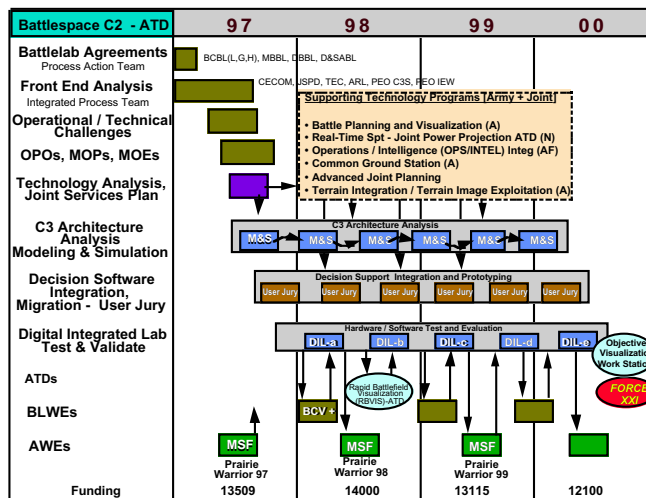 Battlespace C2 - ATD
97
98
99
00
Battlelab Agreements
Process Action Team
BCBL(L,G,H), MBBL, DBBL, D&SABL
Front End Analysis
Integrated Process Team
CECOM, JSPD, TEC, ARL, PEO C3S, PEO IEW
Supporting Technology Programs [Army + Joint]
• Battle Planning and Visualization (A)
• Real-Time Spt - Joint Power Projection ATD (N)
• Operations / Intelligence (OPS/INTEL) Integ (AF)
• Common Ground Station (A)
• Advanced Joint Planning
• Terrain Integration / Terrain Image Exploitation (A)
Operational / Technical
Challenges
OPOs, MOPs, MOEs
Technology Analysis,
Joint Services Plan
C3 Architecture
Analysis
Modeling & Simulation
C3 Architecture Analysis
M&S
M&S
M&S
M&S
M&S
M&S
Decision Software
Integration,
Migration - User Jury
Decision Support Integration and Prototyping
User Jury
User Jury
User Jury
User Jury
User Jury
User Jury
Digital Integrated Lab
Test & Validate
Hardware / Software Test and Evaluation
DIL-a
DIL-b
DIL-c
DIL-d
DIL-e
Objective
Visualization
Work Station
ATDs
Rapid Battlefield
Visualization
(RBVIS)-ATD
FORCE
XXI
BLWEs
BCV +
AWEs
MSF
MSF
MSF
Prairie
Warrior 97
Prairie
Warrior 98
Prairie
Warrior 99
Funding
13509
14000
13115
12100